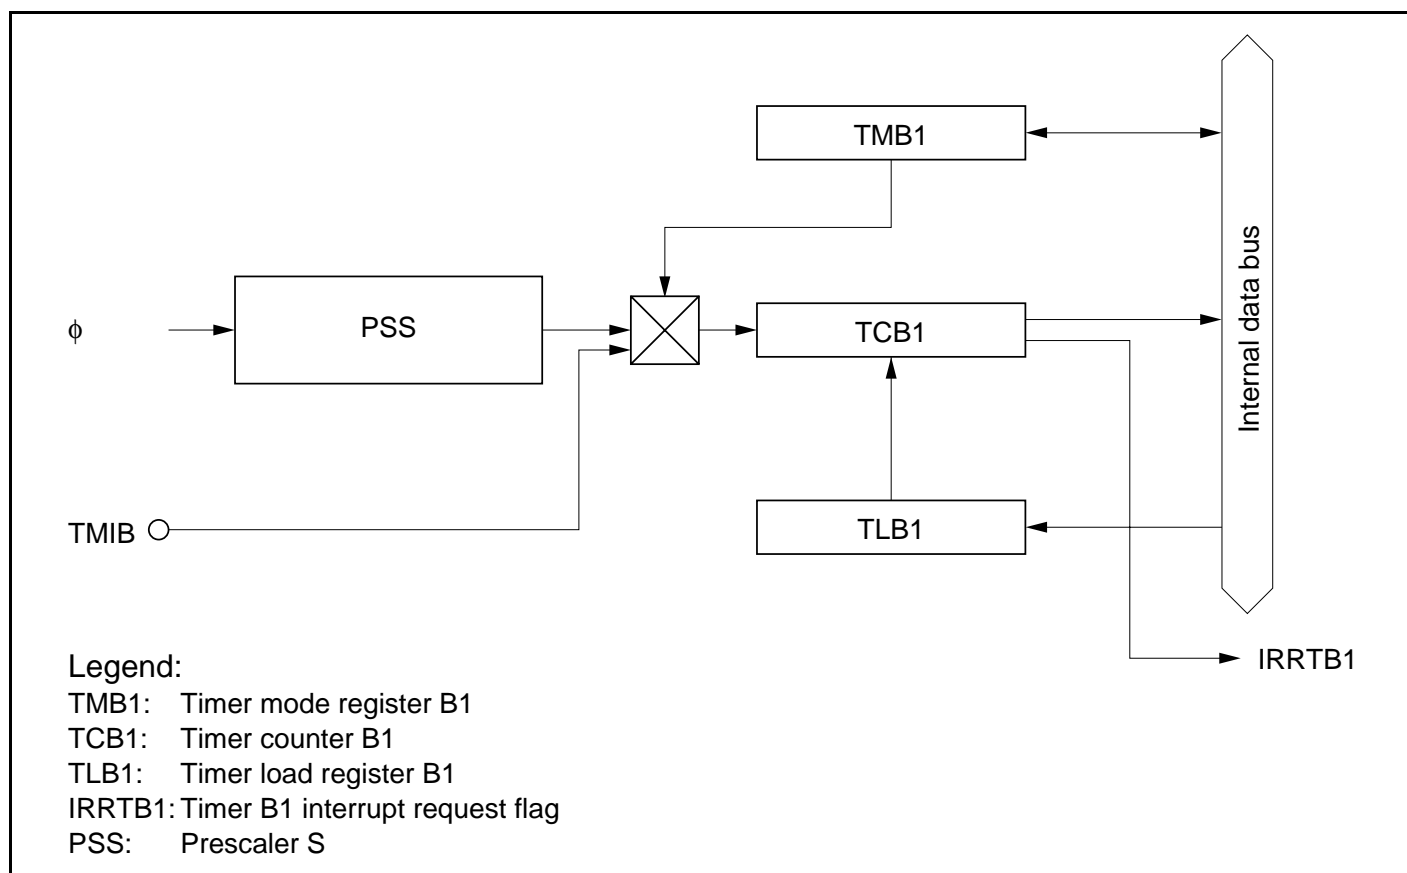 TMB1
Internal data bus
φ
PSS
TCB1
TMIB
TLB1
IRRTB1
Legend:
TMB1: Timer mode register B1
TCB1: Timer counter B1
TLB1: Timer load register B1
IRRTB1: Timer B1 interrupt request flag
PSS: Prescaler S